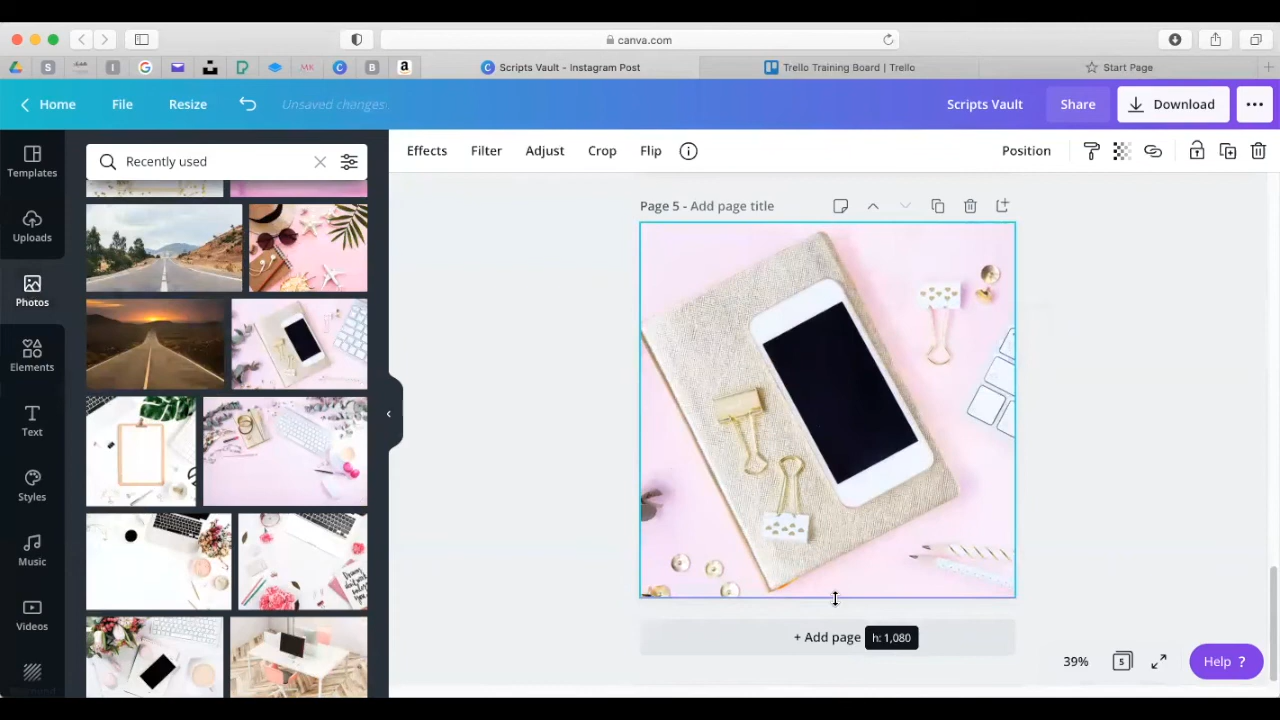 canva.com
S
I
G
P
MK
C
B
a
Scripts Vault - Instagram Post
Trello Training Board | Trello
Start Page
Home
File
Resize
Unsaved changes
Scripts Vault
Share
Download
Templates
Recently used
Effects
Filter
Adjust
Crop
Flip
Position
Uploads
Page 5 - Add page title
Photos
Elements
Text
Styles
Music
Videos
+ Add page
h: 1,080
39%
5
Help ?